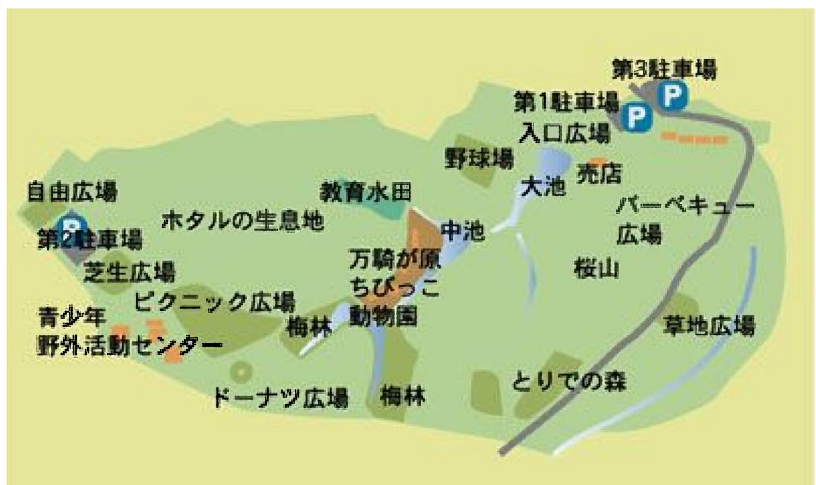 第3駐車場
P
第1駐車場
P
入口広場
野球場
売店
大池
自由広場
教育水田
バーベキュー
広場
P
ホタルの生息地
中池
第2駐車場
万騎が原
ちびっこ
動物園
桜山
芝生広場
ピクニック広場
青少年
野外活動センター
梅林
草地広場
とりでの森
ドーナツ広場
梅林